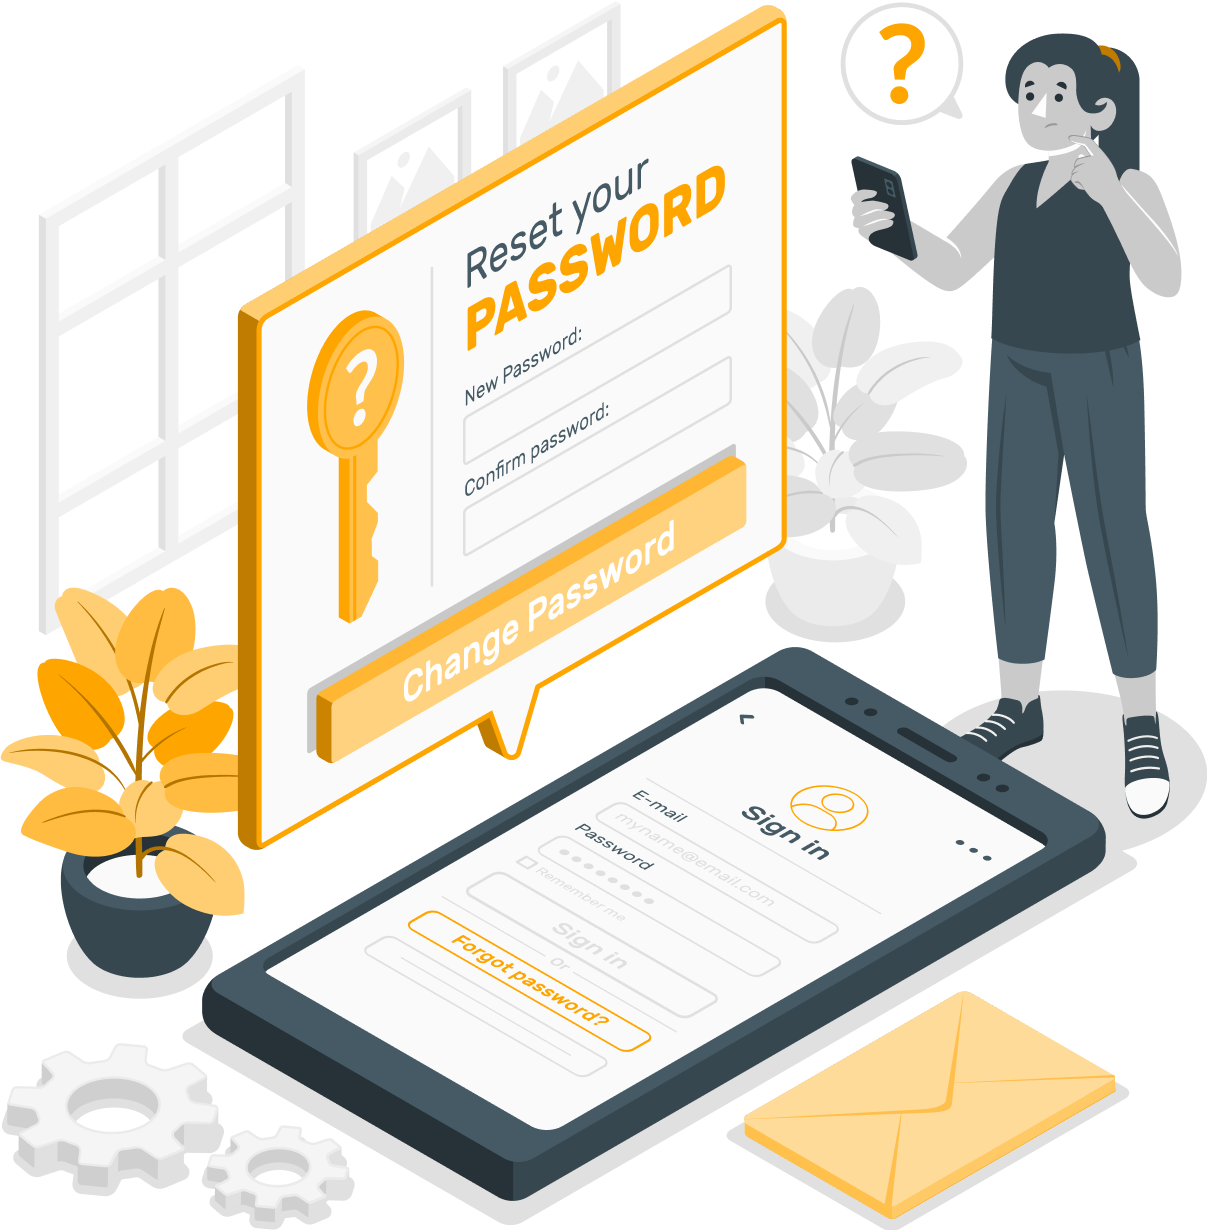 ?
Reset your
PASSWORD
?
New Password:
Confirm password:
Change Password
Sign in
E-mail
myname@email.com
Password
Remember me
Sign in
Or
Forgot password?